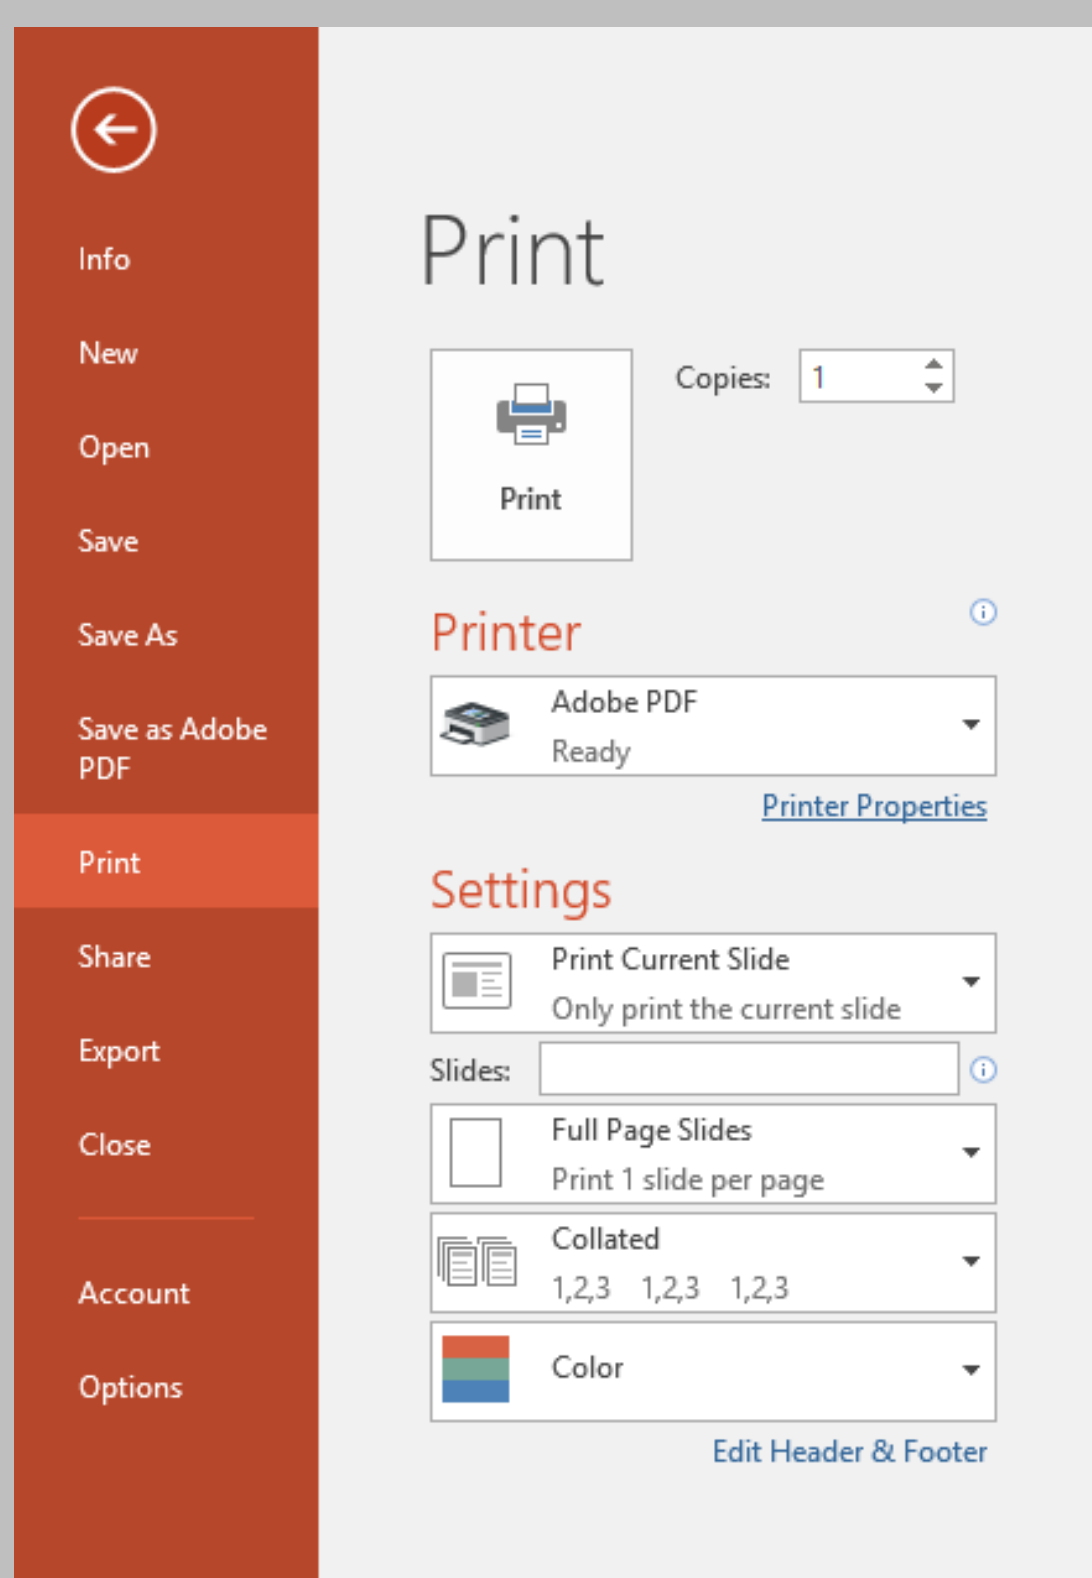 Info
New
Open
Save
Save As
Save as Adobe
PDF
Print
Share
Export
Close
Account
Options
Print
Print
Copies: 1
Printer
Adobe PDF
Ready
Printer Properties
Settings
Print Current Slide
Only print the current slide
Slides:
Full Page Slides
Print 1 slide per page
Collated
1,2,3 1,2,3 1,2,3
Color
Edit Header & Footer